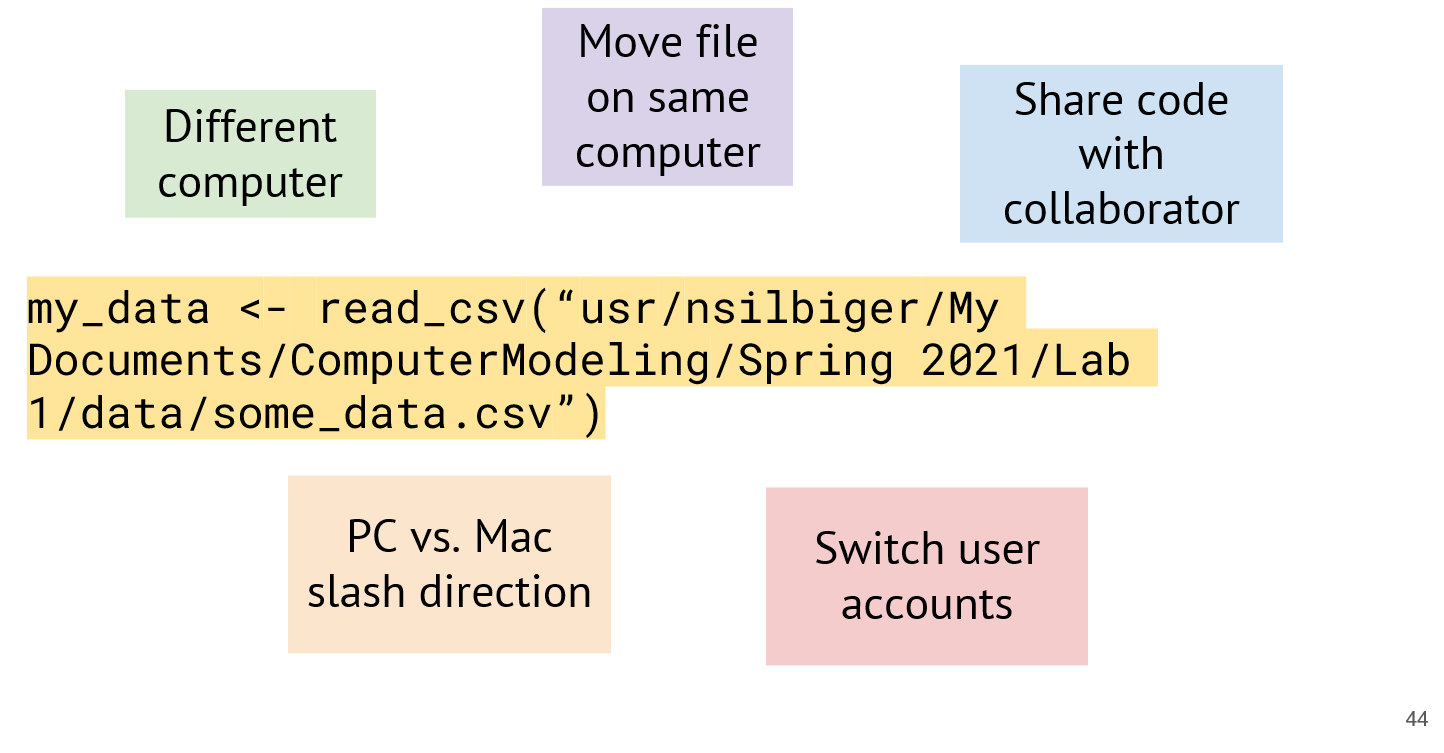 Move file
on same
computer
Different
computer
Share code
with
collaborator
my_data <- read_csv(“usr/nsilbiger/My
Documents/ComputerModeling/Spring 2021/Lab
1/data/some_data.csv”)
PC vs. Mac
slash direction
Switch user
accounts
44